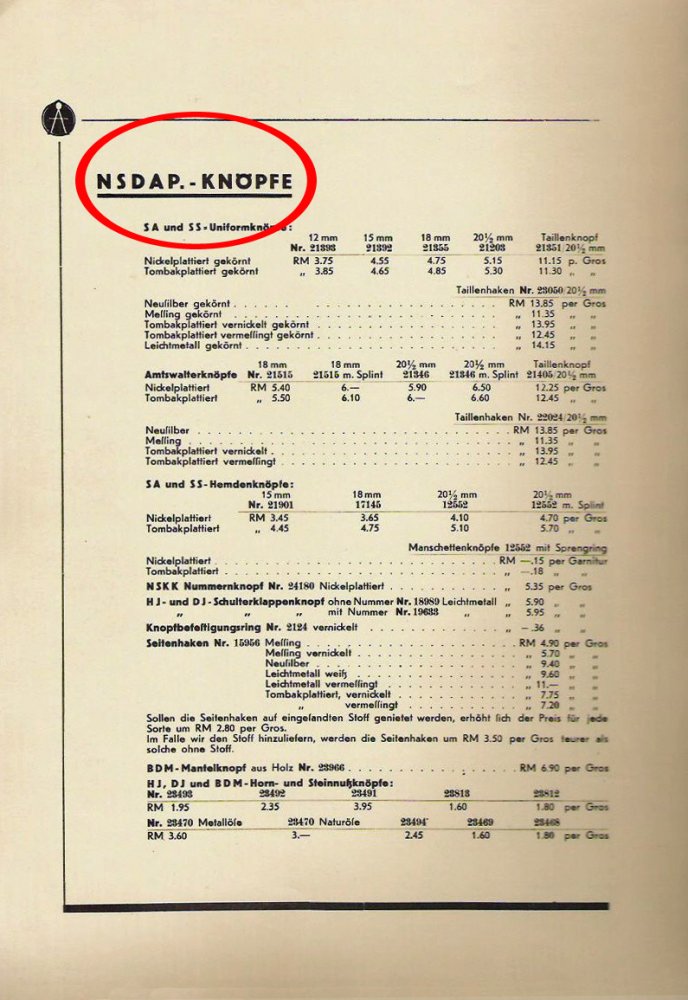 NSDAP.-KNÖPFE
SA und SS-Uniformknöpfe:
12 mm 15 mm 18 mm 20½ mm Taillenknopf
Nr. 21393 21392 21355 21203 21351/20½ mm
Nickelplattiert gekörnt RM 3.75 4.55 4.75 5.15 11.15 p. Gros
Tombakplattiert gekörnt „ 3.85 4.65 4.85 5.30 11.30 „ „
Taillenhaken Nr. 23050/20½ mm
Neusilber gekörnt . . . RM 13.85 per Gros
Messing gekörnt . . . „ 11.35 „ „
Tombakplattiert vernickelt gekörnt . . . „ 13.95 „ „
Tombakplattiert vermessingt gekörnt . . . „ 12.45 „ „
Leichtmetall gekörnt . . . „ 14.15 „ „
18 mm 18 mm 20½ mm 20½ mm Taillenknopf
Amtswalterknöpfe Nr. 21515 21515 m. Splint 21346 21346 m. Splint 21405/20½ mm
Nickelplattiert RM 5.40 6.— 5.90 6.50 12.25 per Gros
Tombakplattiert „ 5.50 6.10 6.— 6.60 12.45 „ „
Taillenhaken Nr. 22024/20½ mm
Neusilber . . . RM 13.85 per Gros
Messing . . . „ 11.35 „ „
Tombakplattiert vernickelt . . . „ 13.95 „ „
Tombakplattiert vermessingt . . . „ 12.45 „ „
SA und SS-Hemdenknöpfe:
15 mm 18 mm 20½ mm 20½ mm
Nr. 21901 17145 12552 12552 m. Splint
Nickelplattiert RM 3.45 3.65 4.10 4.70 per Gros
Tombakplattiert „ 4.45 4.75 5.10 5.70 „ „
Manschettenknöpfe 12552 mit Sprengring
Nickelplattiert . . . RM —.15 per Garnitur
Tombakplattiert . . . „ —.18 „ „
NSKK Nummernknopf Nr. 24180 Nickelplattiert . . . „ 5.35 per Gros
HJ- und DJ-Schulterklappenknopf ohne Nummer Nr. 18989 Leichtmetall „ 5.90 „ „
„ „ „ mit Nummer Nr. 19633 „ „ 5.95 „ „
Knopfbefestigungsring Nr. 2124 vernickelt . . . „ —.36 „ „
Seitenhaken Nr. 15956 Messing . . . RM 4.90 per Gros
Messing vernickelt . . . „ 5.70 „ „
Neusilber . . . „ 9.40 „ „
Leichtmetall weiß . . . „ 9.60 „ „
Leichtmetall vermessingt . . . „ 11.— „ „
Tombakplattiert, vernickelt . . . „ 7.75 „ „
„ vermessingt . . . „ 7.20 „ „
Sollen die Seitenhaken auf eingesandten Stoff genietet werden, erhöht sich der Preis für jede
Sorte um RM 2.80 per Gros.
Im Falle wir den Stoff hinzuliefern, werden die Seitenhaken um RM 3.50 per Gros teurer als
solche ohne Stoff.
BDM-Mantelknopf aus Holz Nr. 23966 . . . RM 6.90 per Gros
HJ, DJ und BDM-Horn- und Steinnußknöpfe:
Nr. 23493 23492 23491 23813 23812
RM 1.95 2.35 3.95 1.60 1.80 per Gros
Nr. 23470 Metallöse 23470 Naturöse 23494 23469 23468
RM 3.60 3.— 2.45 1.60 1.80 per Gros